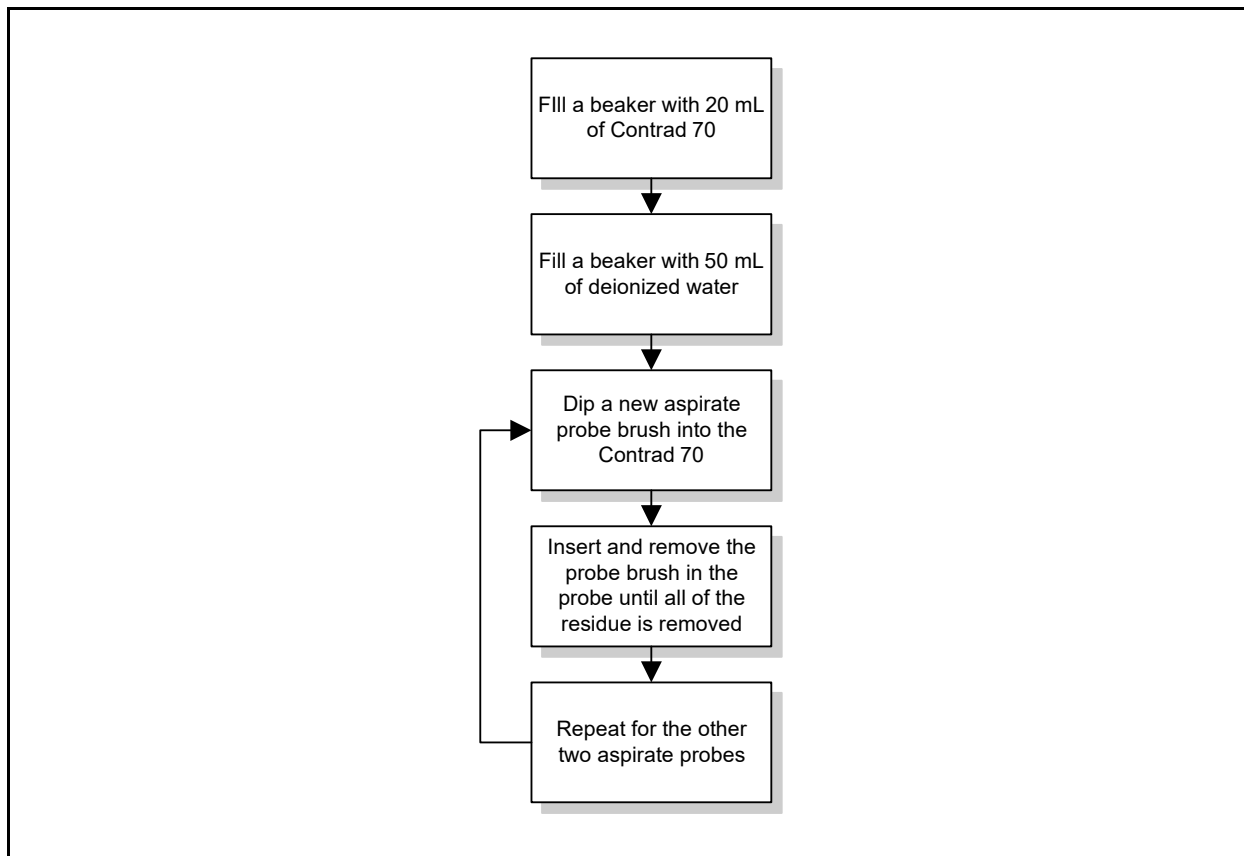 FIll a beaker with 20 mL
of Contrad 70
Fill a beaker with 50 mL
of deionized water
Dip a new aspirate
probe brush into the
Contrad 70
Insert and remove the
probe brush in the
probe until all of the
residue is removed
Repeat for the other
two aspirate probes